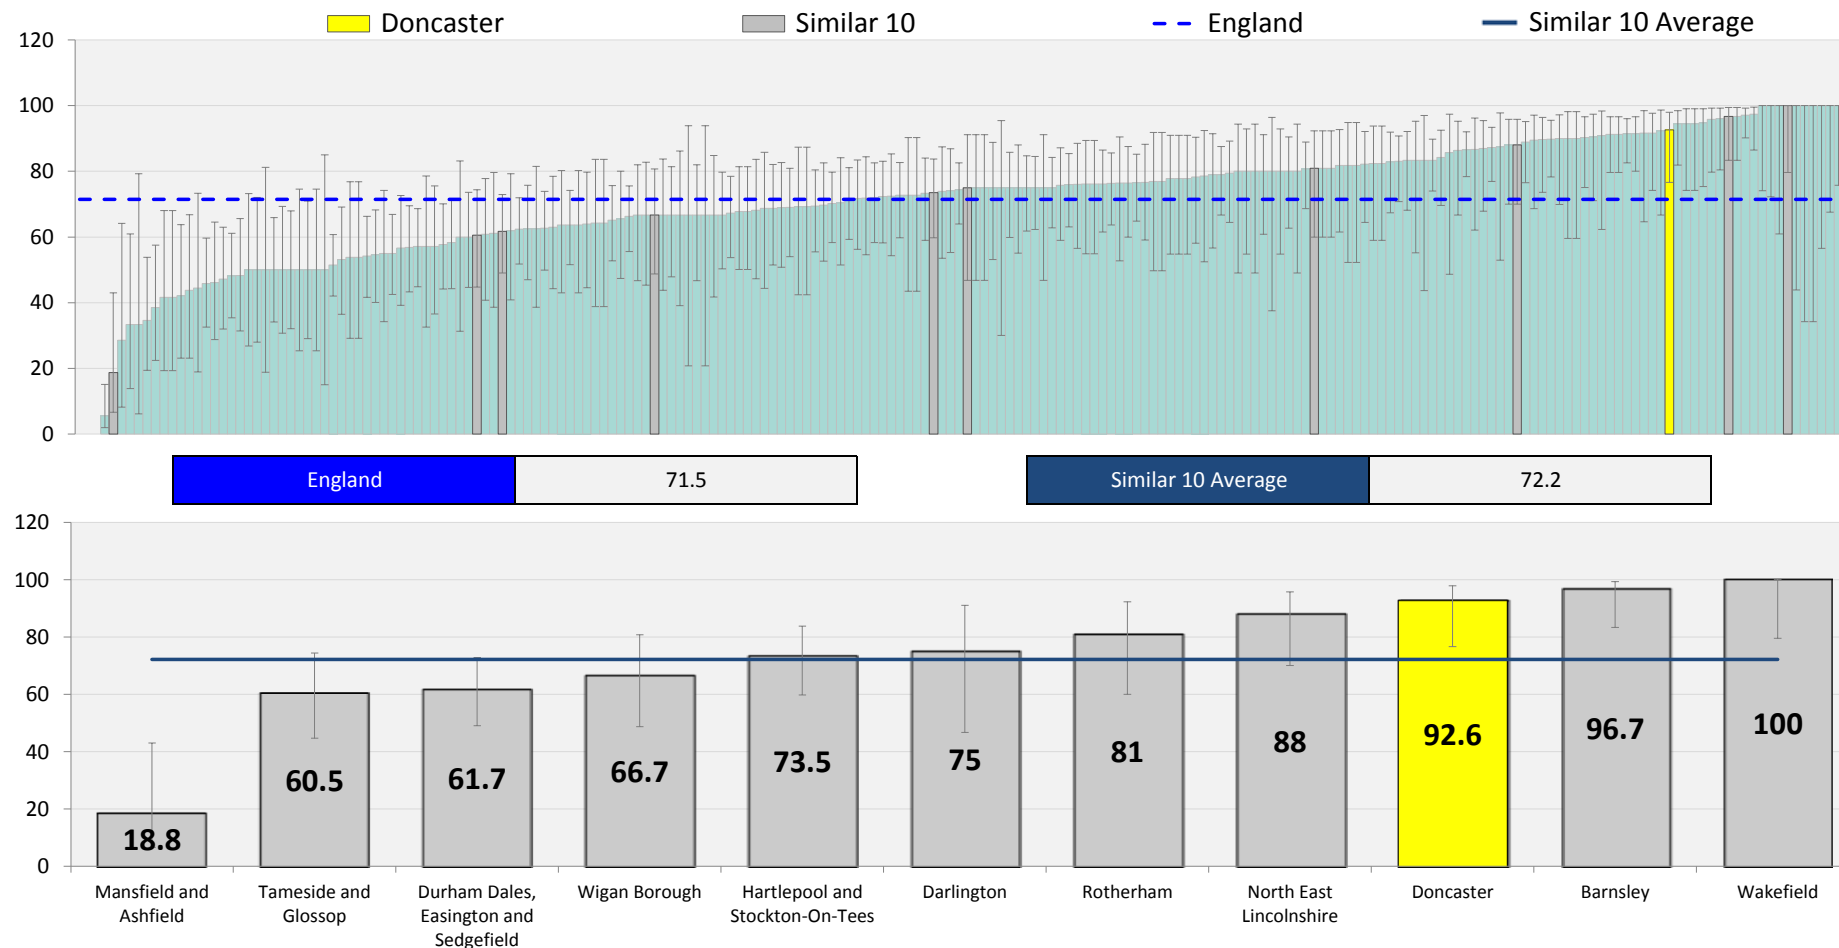 Doncaster Similar 10 England Similar 10 Average
120
100
80
60
40
20
0
England 71.5 Similar 10 Average 72.2
120
100
80
60
40
20
0
18.8 60.5 61.7 66.7 73.5 75 81 88 92.6 96.7 100
Mansfield and Ashfield
Tameside and Glossop
Durham Dales, Easington and Sedgefield
Wigan Borough
Hartlepool and Stockton-On-Tees
Darlington
Rotherham
North East Lincolnshire
Doncaster
Barnsley
Wakefield